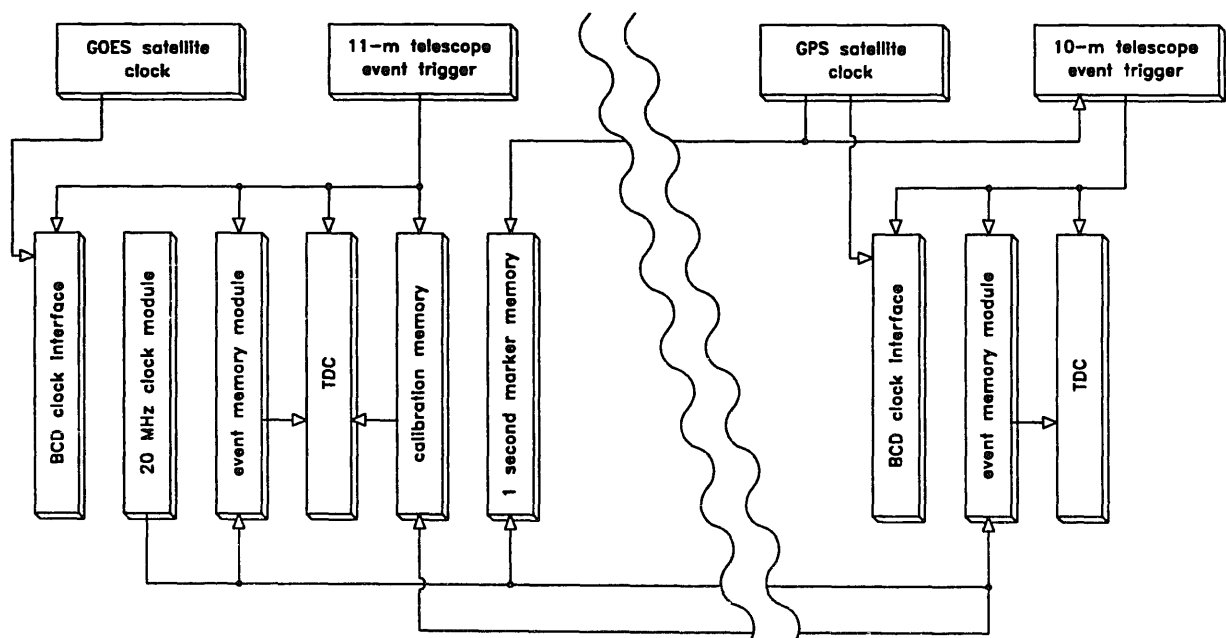 GOES satellite
clock
11-m telescope
event trigger
GPS satellite
clock
10-m telescope
event trigger
BCD clock interface
20 MHz clock module
event memory module
TDC
calibration memory
1 second marker memory
BCD clock interface
event memory module
TDC